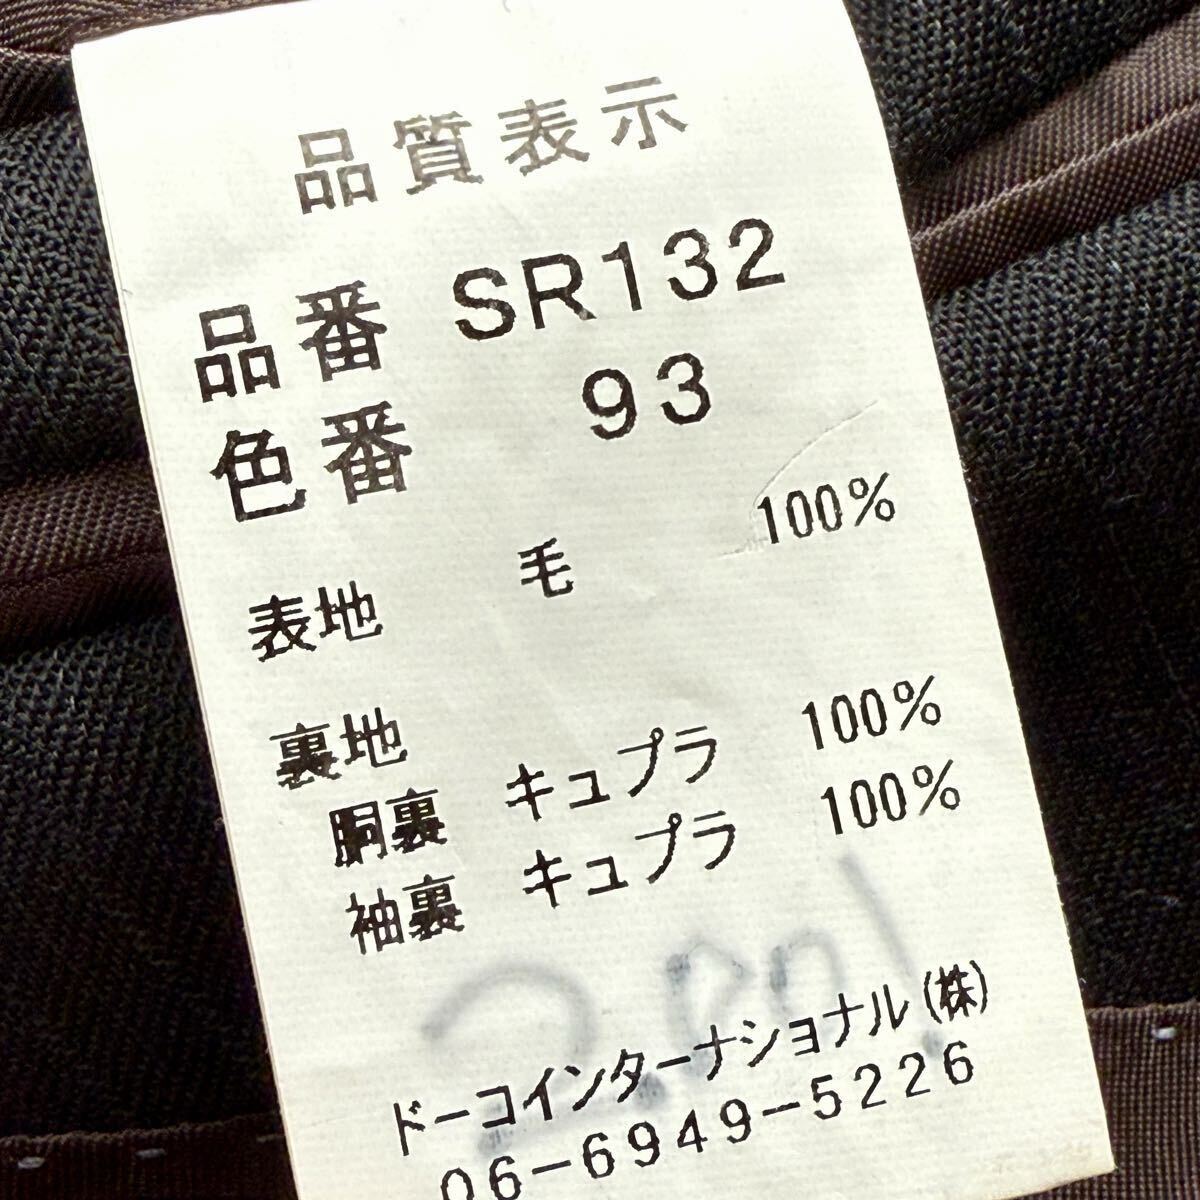 品質表示
品番 SR132
色番 93
表地 毛 100%
裏地
胴裏 キュプラ 100%
袖裏 キュプラ 100%
ドーコインターナショナル(株)
06-6949-5226